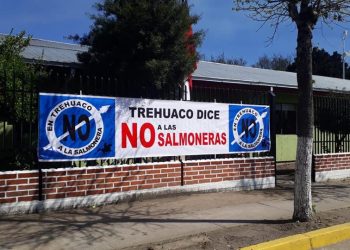 EN TREHUACO
NO
A LA SALMONERA
TREHUACO DICE
NO A LAS
SALMONERAS
EN TREHUACO
NO
A LA SALMONERA